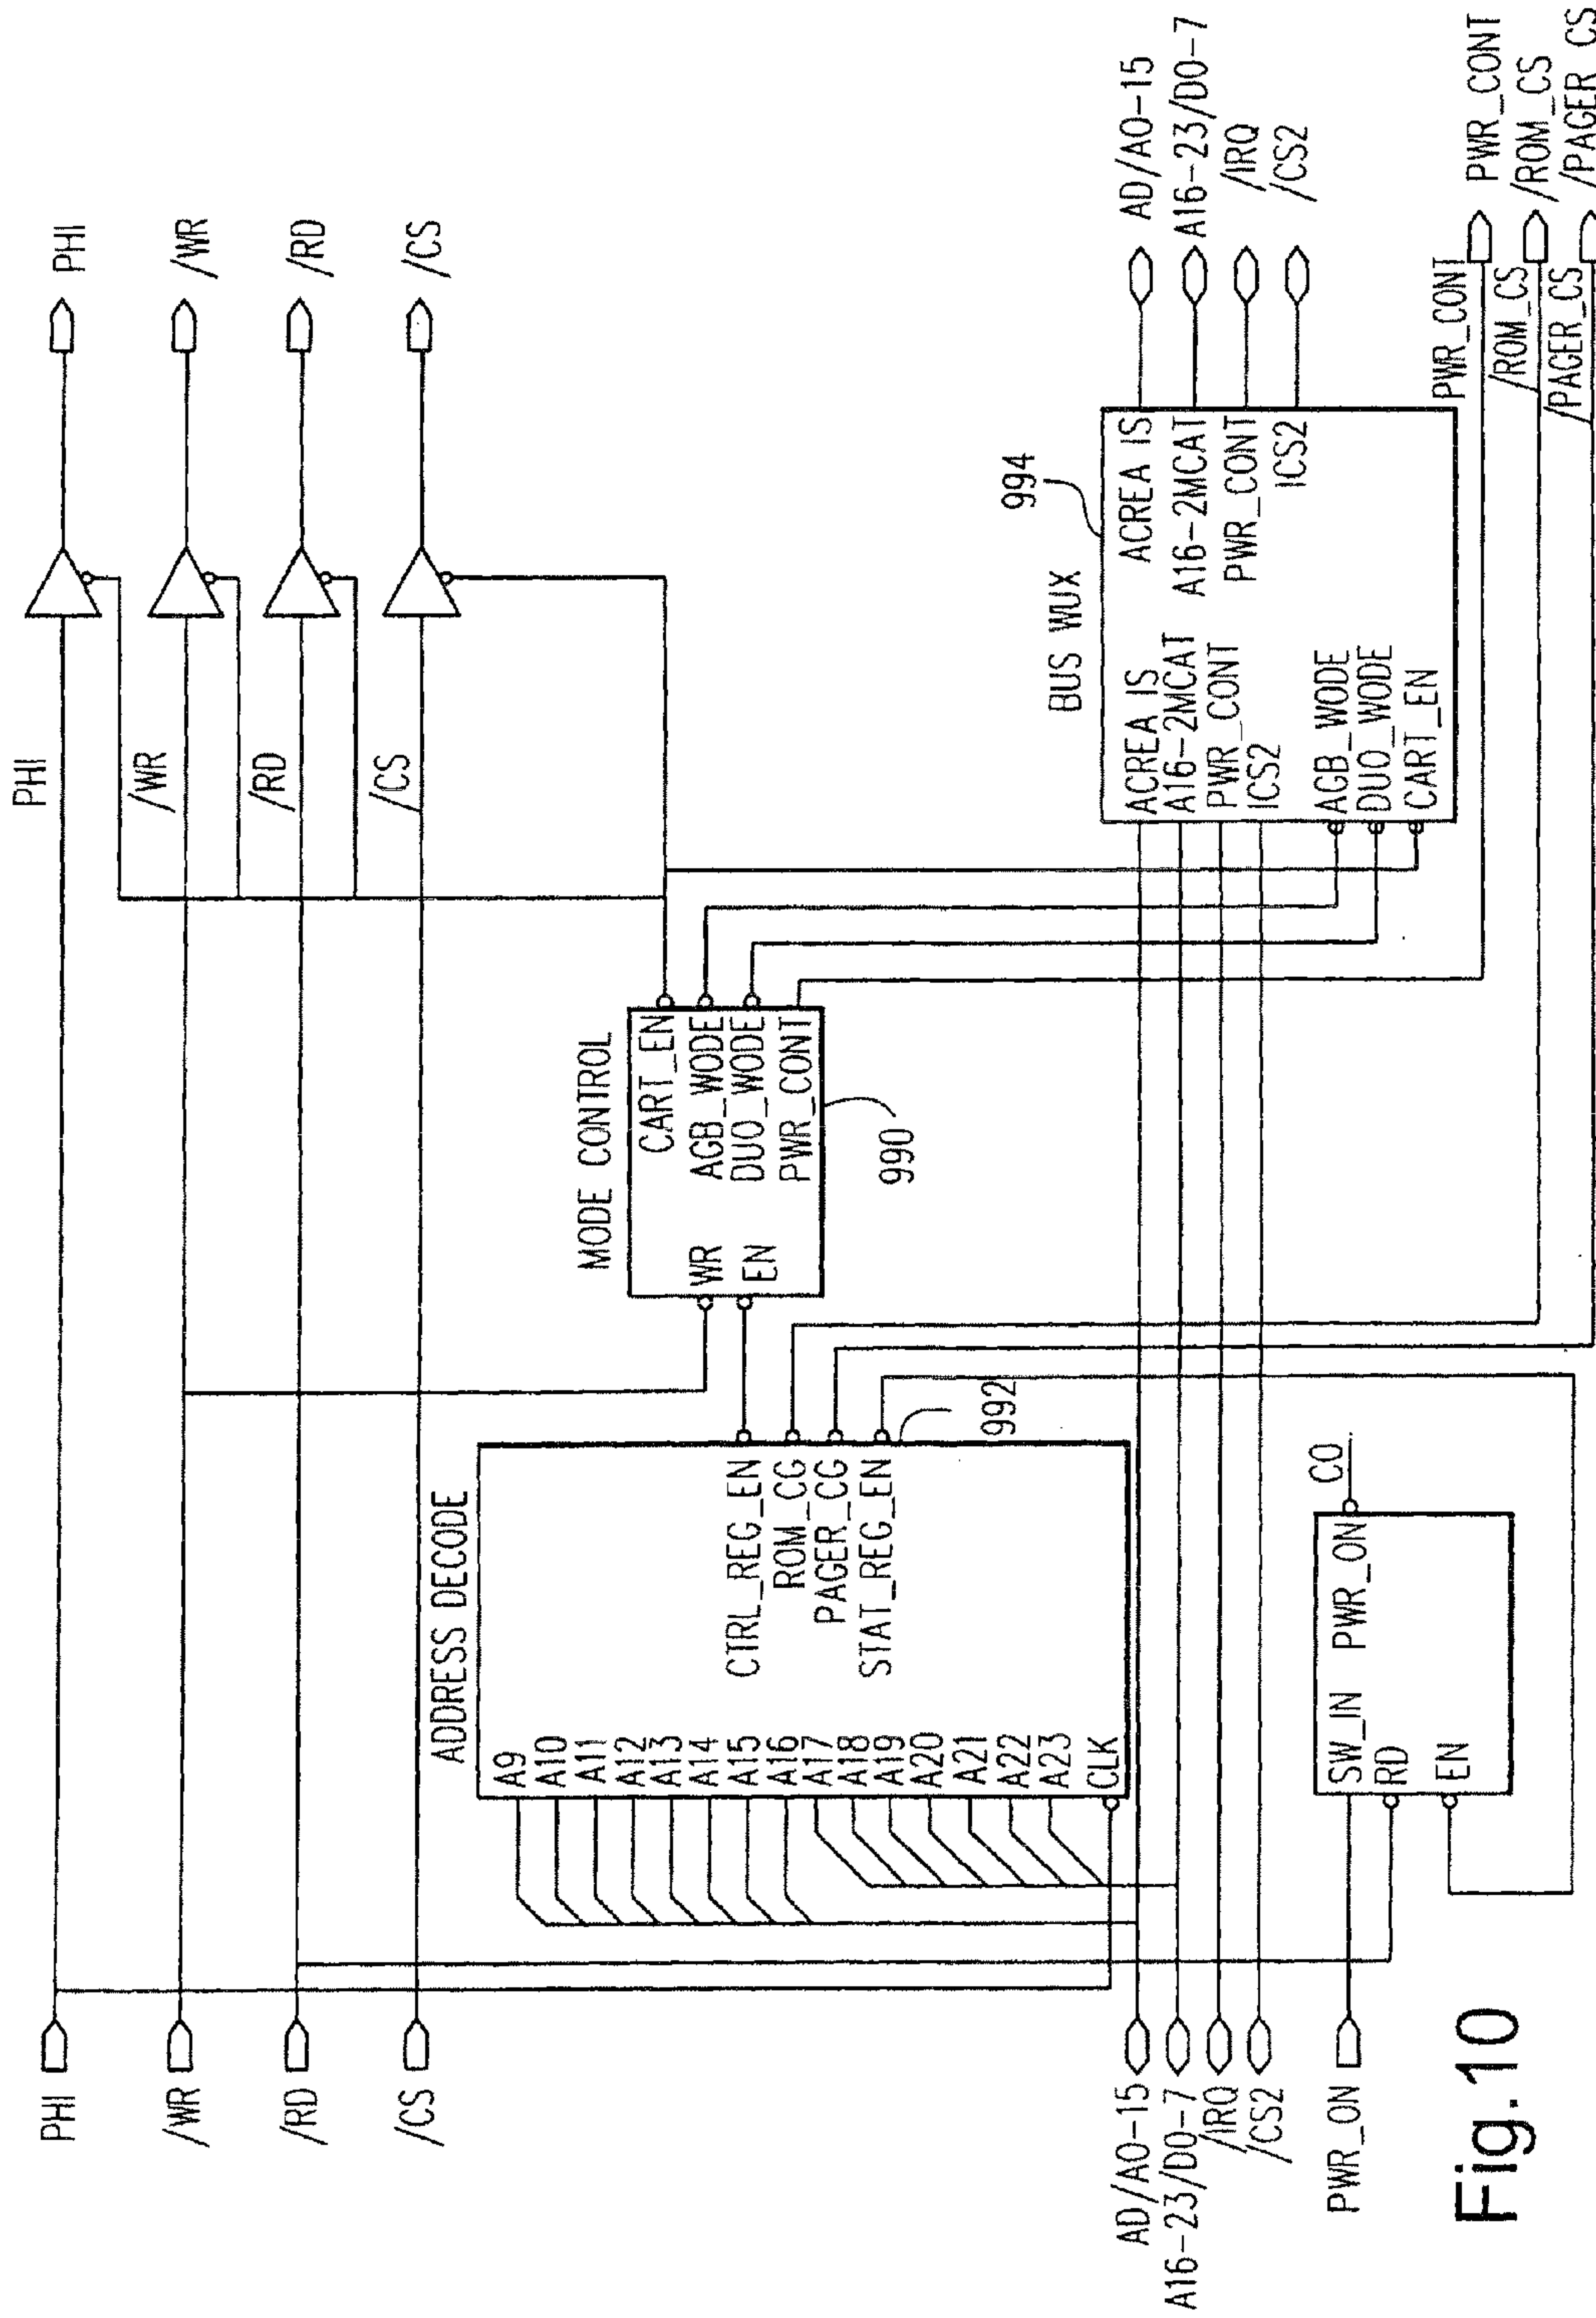 PHI
/WR
/RD
/CS
PHI
/WR
/RD
/CS
PHI
/WR
/RD
/CS
ADDRESS DECODE
A9
A10
A11
A12
A13
A14
A15
A16
A17
A18
A19
A20
A21
A22
A23
CLK
CTRL_REG_EN
ROM_CG
PAGER_CG
STAT_REG_EN
992
MODE CONTROL
WR
EN
CART_EN
AGB_WODE
DUO_WODE
PWR_CONT
990
BUS WUX
994
ACREA IS
A16-2MCAT
PWR_CONT
ICS2
AGB_WODE
DUO_WODE
CART_EN
ACREA IS
A16-2MCAT
PWR_CONT
ICS2
AD/A0-15
A16-23/D0-7
/IRQ
/CS2
PWR_CONT
/ROM_CS
/PAGER_CS
PWR_CONT
/ROM_CS
/PAGER_CS
AD/A0-15
A16-23/D0-7
/IRQ
/CS2
PWR_ON
SW_IN
RD
EN
PWR_ON
CO
Fig.10